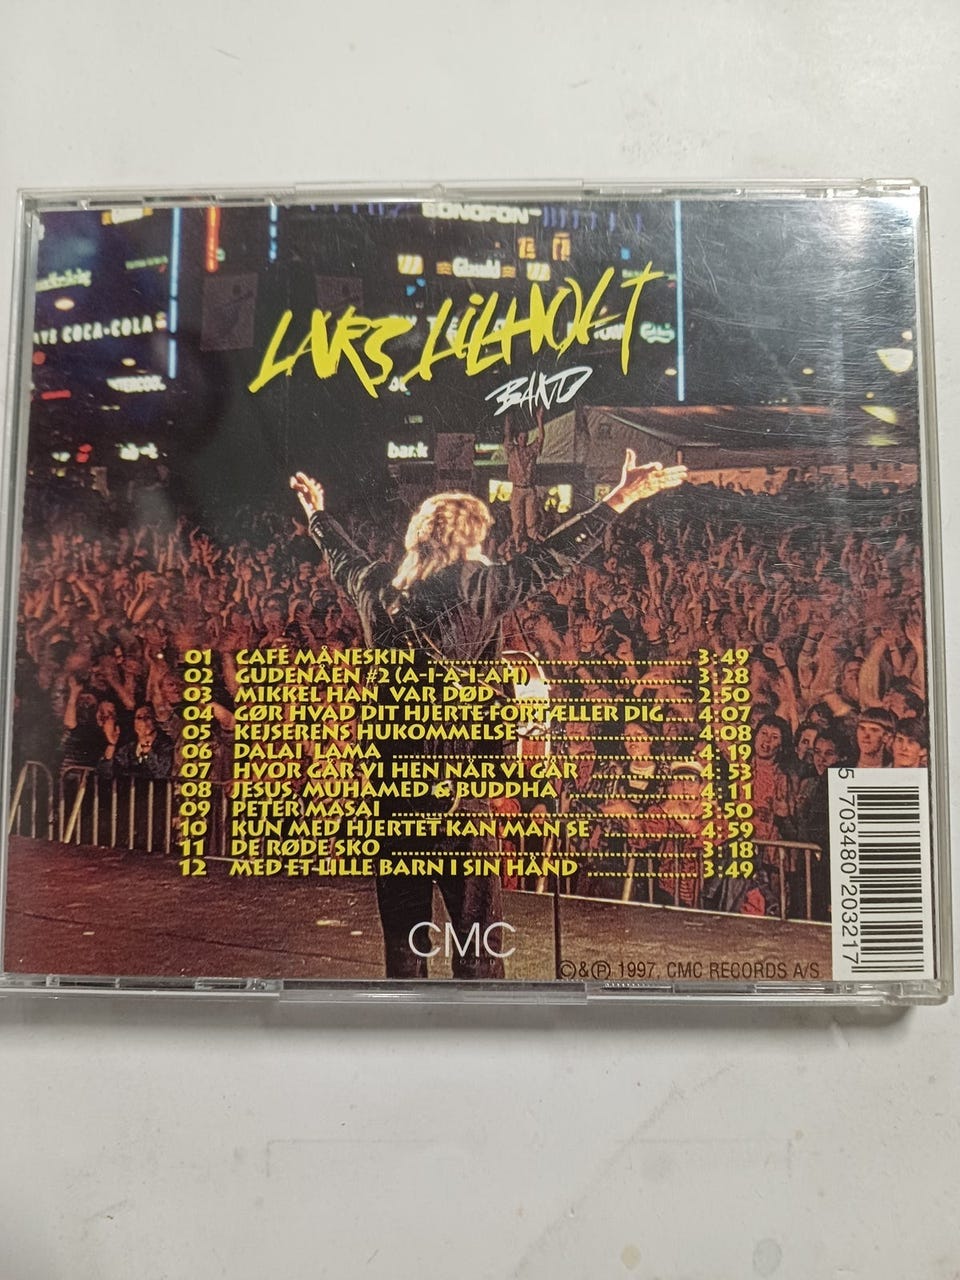 SONOFON
COCA-COLA
LARS LILHOLT
BAND
bank
01 CAFÉ MÅNESKIN 3:49
02 GUDENÅEN #2 (A-I-A-I-AH) 3:28
03 MIKKEL HAN VAR DØD 2:50
04 GØR HVAD DIT HJERTE FORTÆLLER DIG 4:07
05 KEJSERENS HUKOMMELSE 4:08
06 DALAI LAMA 4:19
07 HVOR GÅR VI HEN NÅR VI GÅR 4:53
08 JESUS, MUHAMED & BUDDHA 4:11
09 PETER MASAI 3:50
10 KUN MED HJERTET KAN MAN SE 4:59
11 DE RØDE SKO 3:18
12 MED ET LILLE BARN I SIN HÅND 3:49
CMC
RECORDS
©&℗ 1997, CMC RECORDS A/S
5 703480 203217